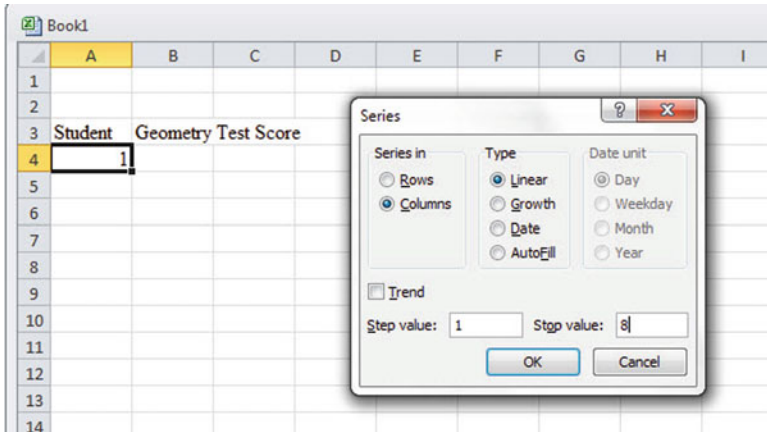 Book1
A B C D E F G H I
1
2
3 Student Geometry Test Score
4 1
5
6
7
8
9
10
11
12
13
14
Series
Series in Type Date unit
Rows Linear Day
Columns Growth Weekday
Date Month
AutoFill Year
Trend
Step value: 1 Stop value: 8
OK Cancel